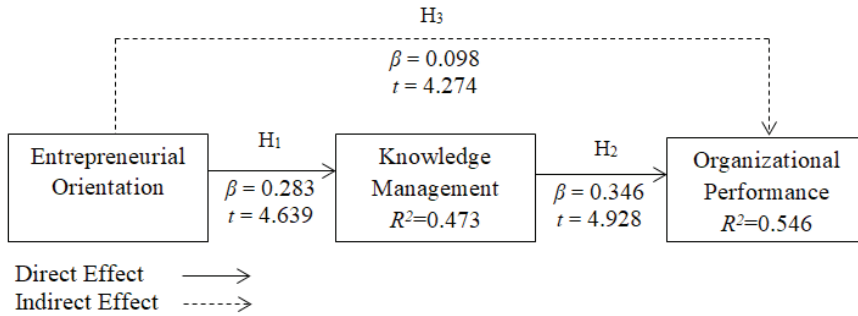 H₃
β = 0.098
t = 4.274
Entrepreneurial
Orientation
H₁
β = 0.283
t = 4.639
Knowledge
Management
R²=0.473
H₂
β = 0.346
t = 4.928
Organizational
Performance
R²=0.546
Direct Effect
Indirect Effect